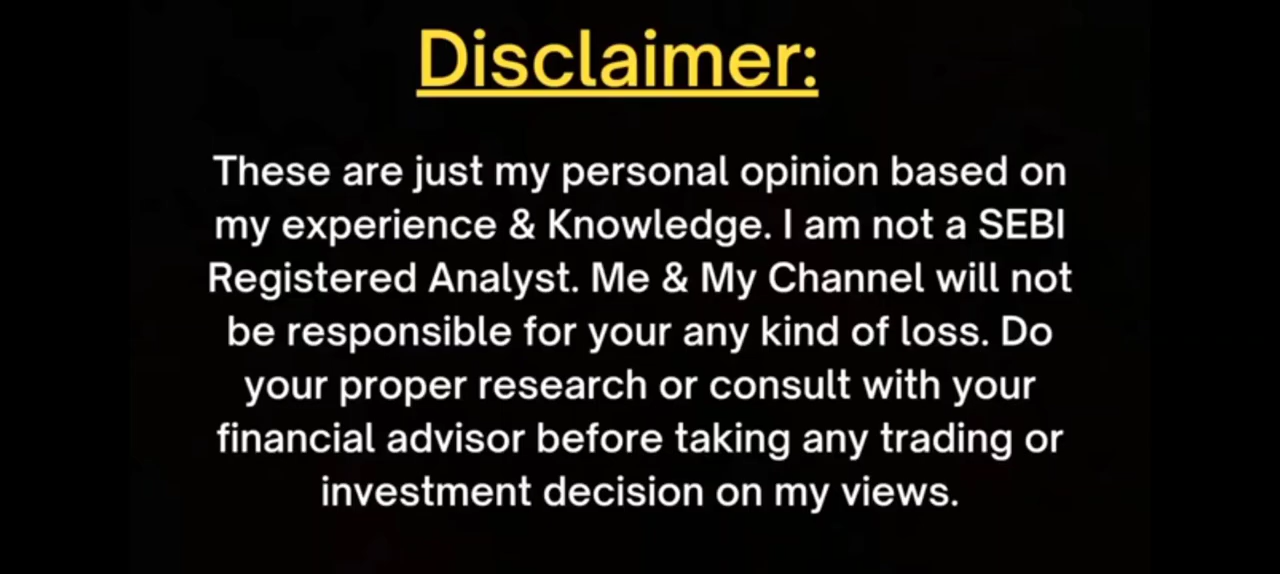 Disclaimer:
These are just my personal opinion based on
my experience & Knowledge. I am not a SEBI
Registered Analyst. Me & My Channel will not
be responsible for your any kind of loss. Do
your proper research or consult with your
financial advisor before taking any trading or
investment decision on my views.